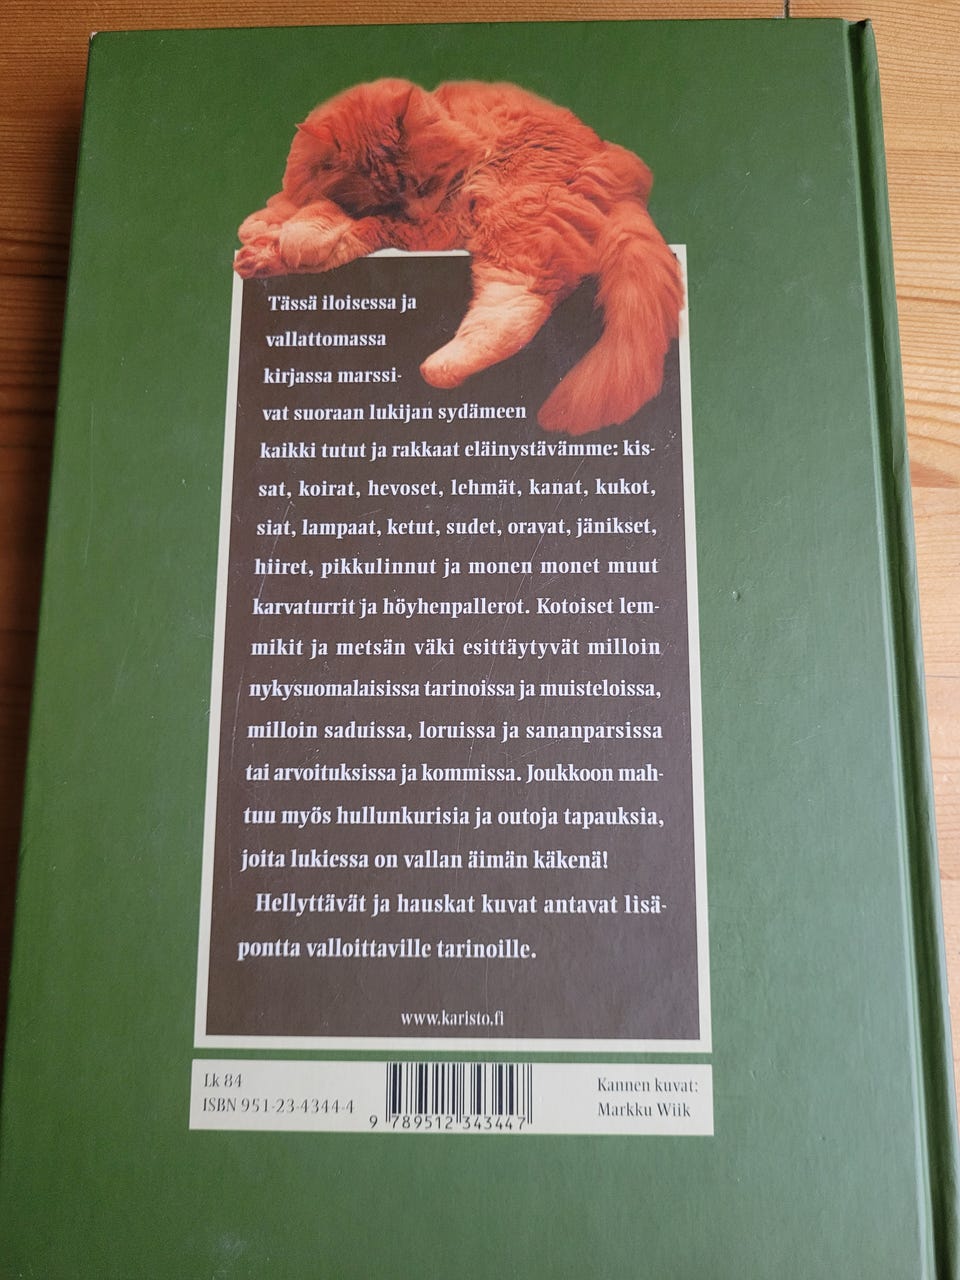 Tässä iloisessa ja
vallattomassa
kirjassa marssi-
vat suoraan lukijan sydämeen
kaikki tutut ja rakkaat eläinystävämme: kis-
sat, koirat, hevoset, lehmät, kanat, kukot,
siat, lampaat, ketut, sudet, oravat, jänikset,
hiiret, pikkulinnut ja monen monet muut
karvaturrit ja höyhenpallerot. Kotoiset lem-
mikit ja metsän väki esittäytyvät milloin
nykysuomalaisissa tarinoissa ja muisteloissa,
milloin saduissa, loruissa ja sananparsissa
tai arvoituksissa ja kommissa. Joukkoon mah-
tuu myös hullunkurisia ja outoja tapauksia,
joita lukiessa on vallan äimän käkenä!
Hellyttävät ja hauskat kuvat antavat lisä-
pontta valloittaville tarinoille.
www.karisto.fi
Lk 84
ISBN 951-23-4344-4
9 789512 343447
Kannen kuvat:
Markku Wiik